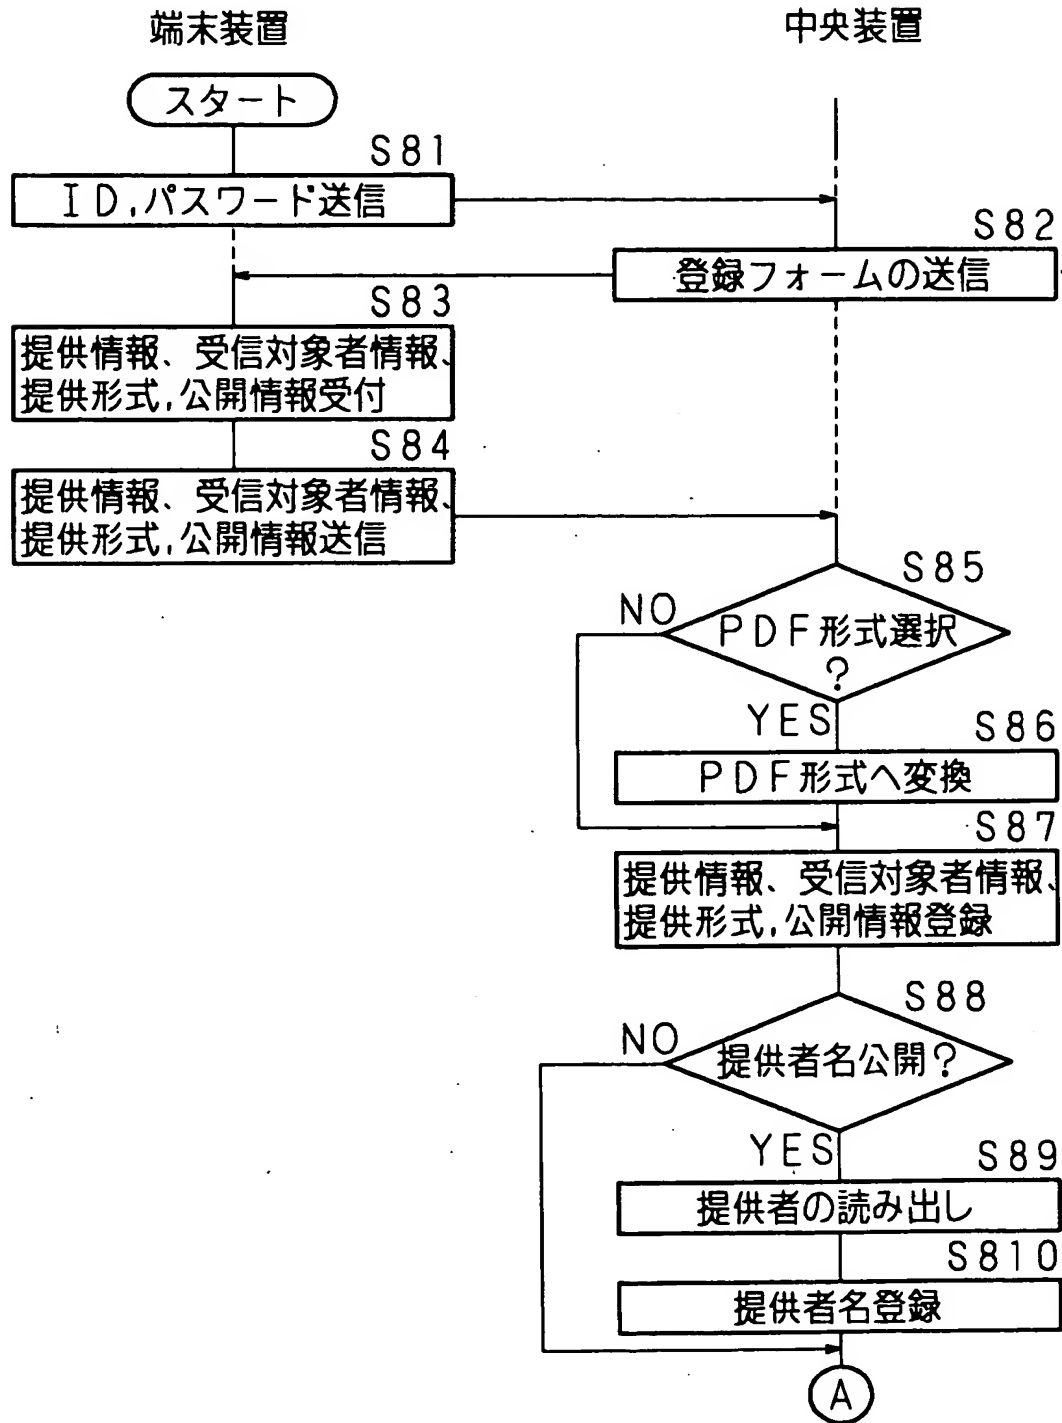 端末装置
中央装置
スタート
S81
ID,パスワード送信
S82
登録フォームの送信
S83
提供情報、受信対象者情報、
提供形式,公開情報受付
S84
提供情報、受信対象者情報、
提供形式,公開情報送信
S85
NO
PDF形式選択
?
YES
S86
PDF形式へ変換
S87
提供情報、受信対象者情報、
提供形式,公開情報登録
S88
NO
提供者名公開?
YES
S89
提供者の読み出し
S810
提供者名登録
A